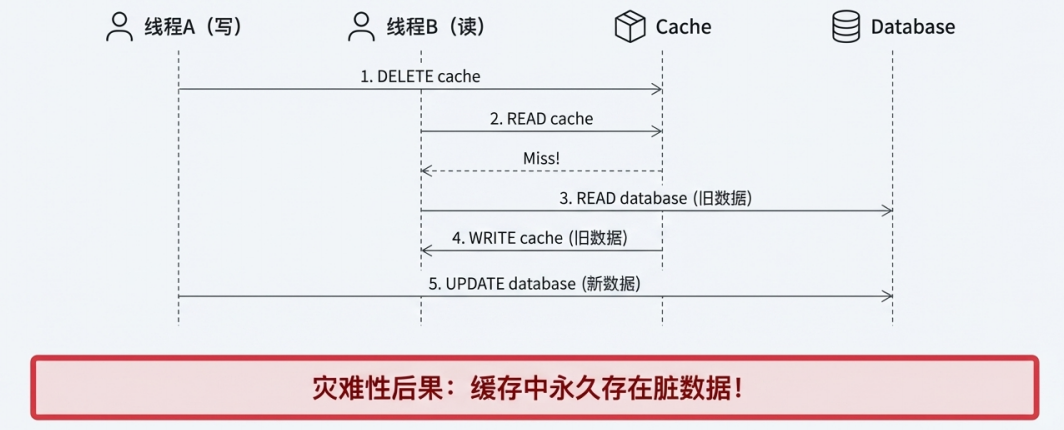 线程A（写） 线程B（读） Cache Database
1. DELETE cache
2. READ cache
Miss!
3. READ database (旧数据)
4. WRITE cache (旧数据)
5. UPDATE database (新数据)
灾难性后果：缓存中永久存在脏数据！